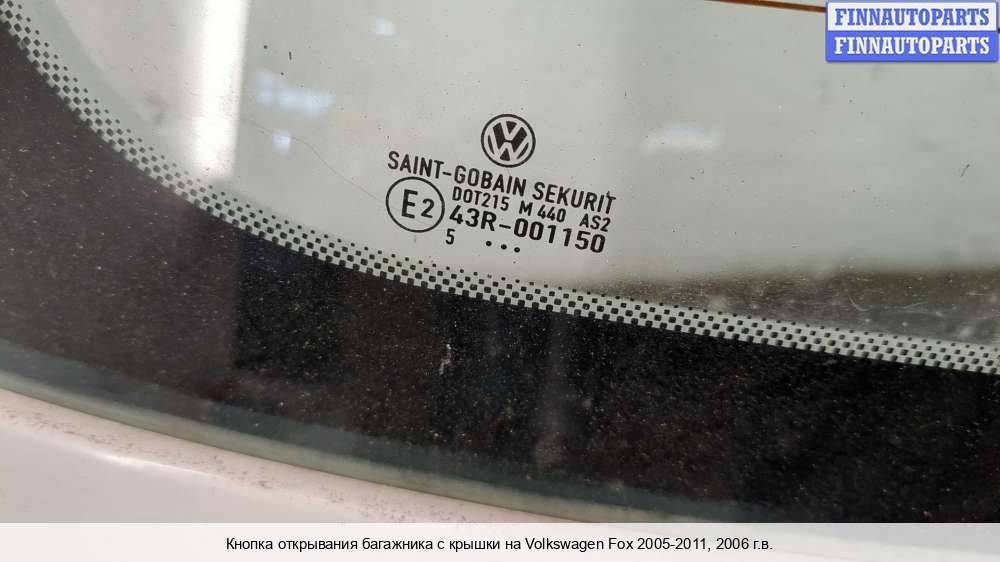 FINNAUTOPARTS
FINNAUTOPARTS
SAINT-GOBAIN SEKURIT
DOT215 M 440 AS2
E2 43R-001150
5 ...
Кнопка открывания багажника с крышки на Volkswagen Fox 2005-2011, 2006 г.в.